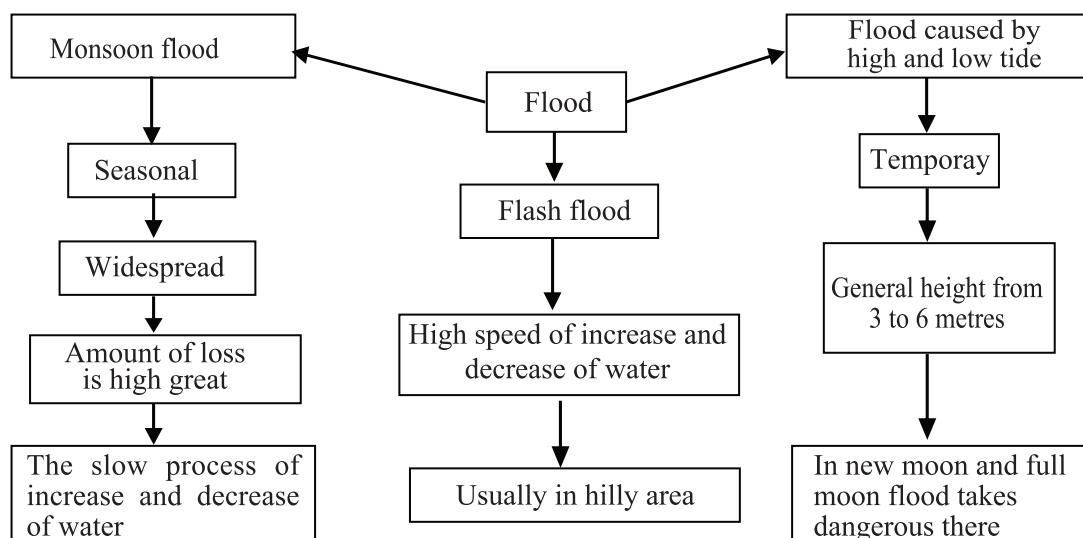 Monsoon flood
Seasonal
Widespread
Amount of loss
is high great
The slow process of
increase and decrease
of water
Flood
Flash flood
High speed of increase and
decrease of water
Usually in hilly area
Flood caused by
high and low tide
Temporay
General height from
3 to 6 metres
In new moon and full
moon flood takes
dangerous there